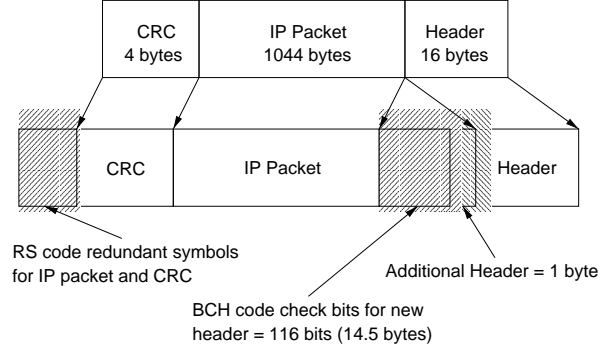 CRC
4 bytes
IP Packet
1044 bytes
Header
16 bytes
CRC
IP Packet
Header
RS code redundant symbols
for IP packet and CRC
Additional Header = 1 byte
BCH code check bits for new
header = 116 bits (14.5 bytes)